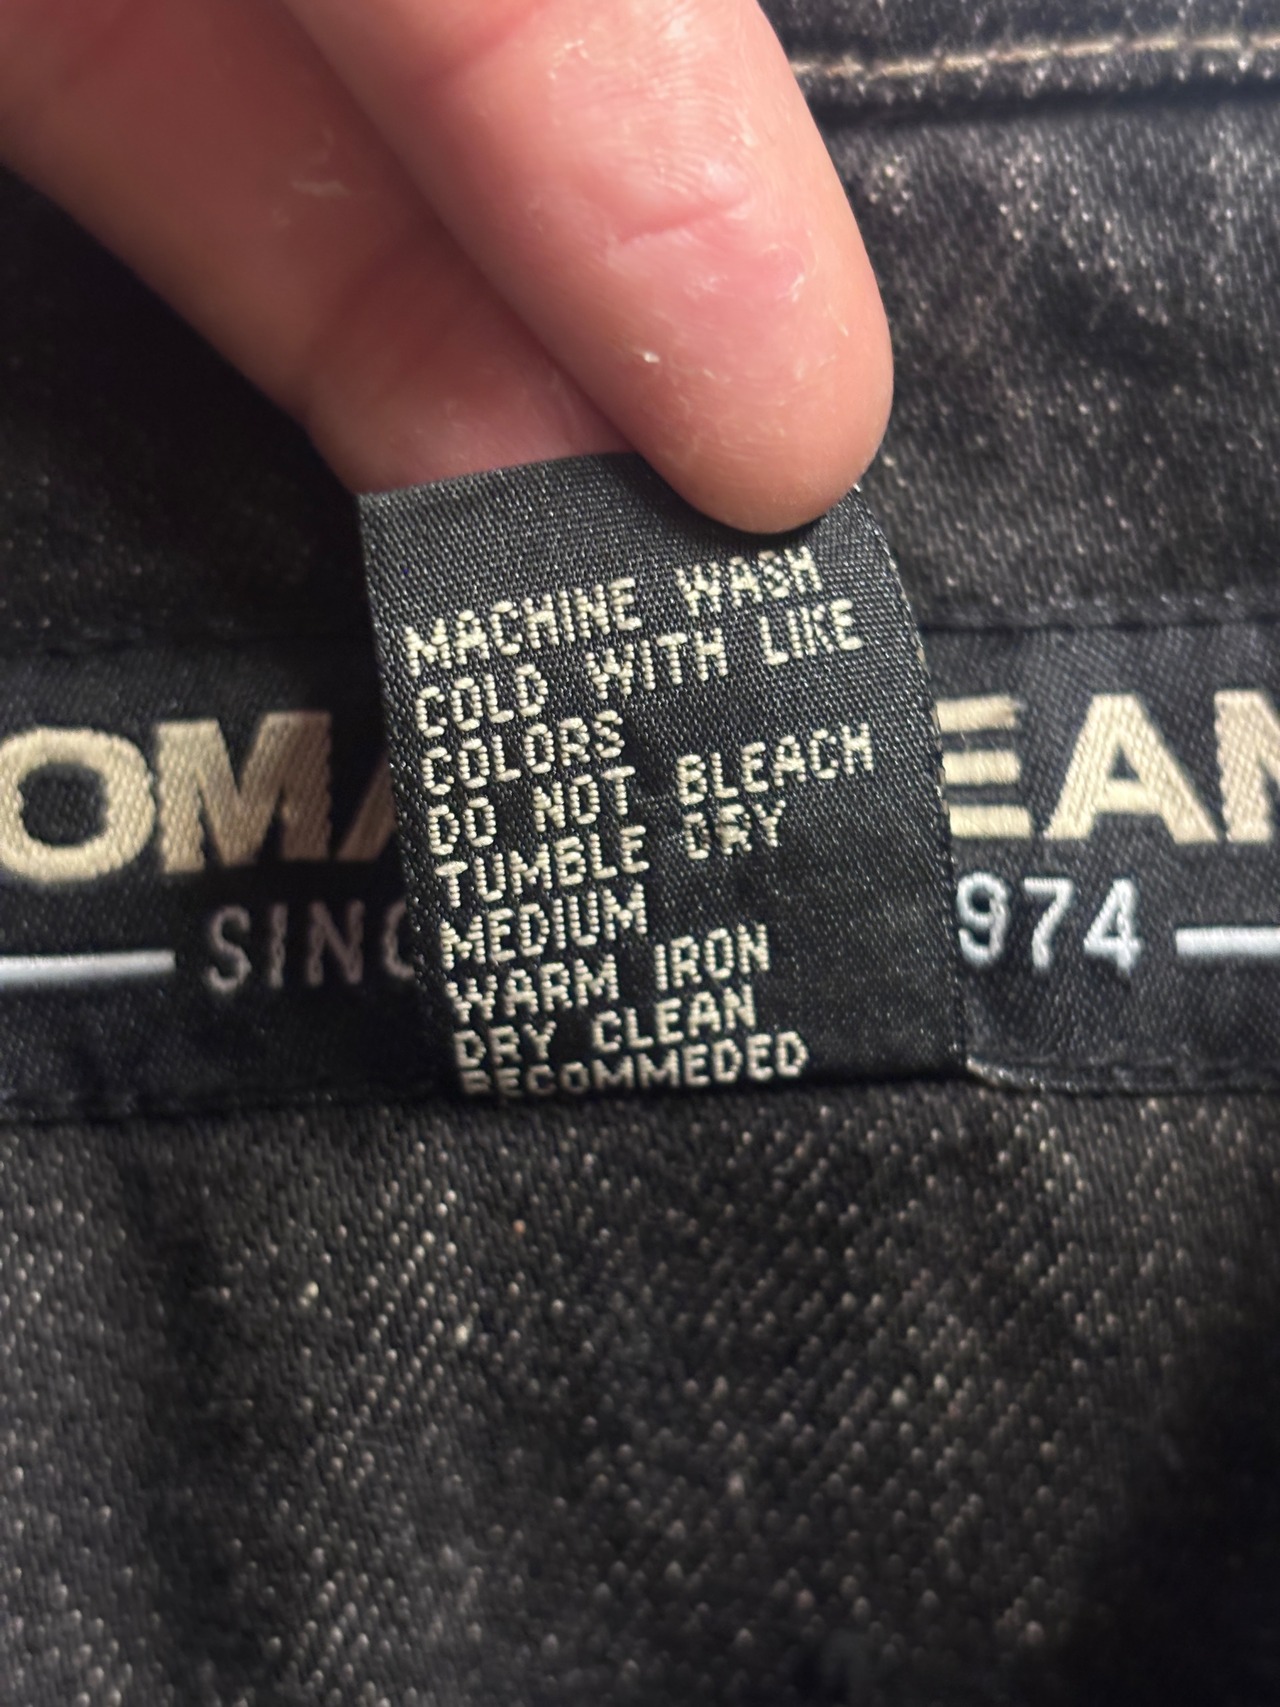 MACHINE WASH
COLD WITH LIKE
COLORS
DO NOT BLEACH
TUMBLE DRY
MEDIUM
WARM IRON
DRY CLEAN
RECOMMEDED
OMA EAN
SINC 974